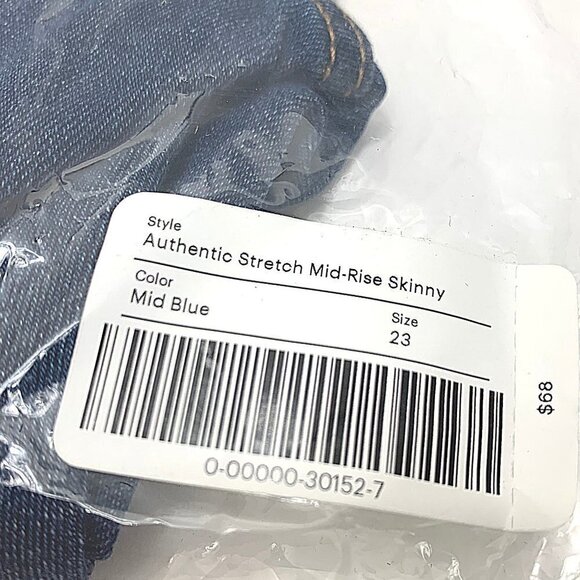 Style
Authentic Stretch Mid-Rise Skinny
Color
Mid Blue
Size
23
0-00000-30152-7
$68